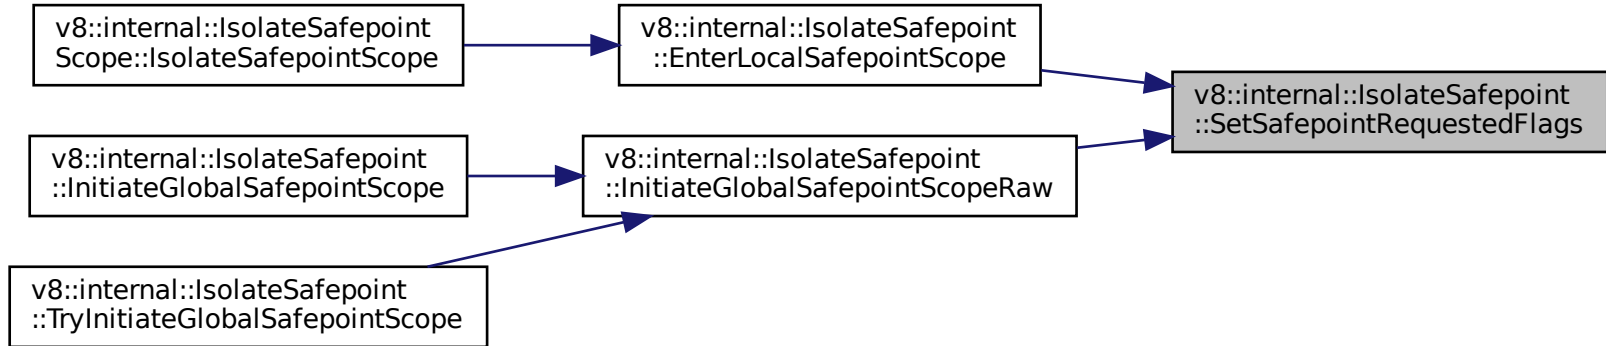 v8::internal::IsolateSafepoint
Scope::IsolateSafepointScope
v8::internal::IsolateSafepoint
::EnterLocalSafepointScope
v8::internal::IsolateSafepoint
::SetSafepointRequestedFlags
v8::internal::IsolateSafepoint
::InitiateGlobalSafepointScope
v8::internal::IsolateSafepoint
::InitiateGlobalSafepointScopeRaw
v8::internal::IsolateSafepoint
::TryInitiateGlobalSafepointScope